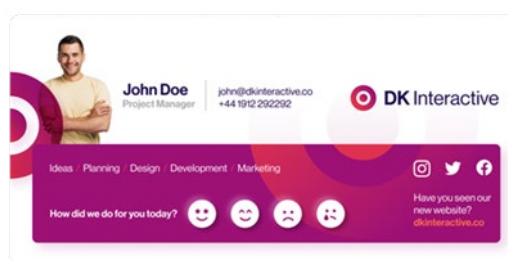 John Doe
Project Manager
john@dkinteractive.co
+44 1912 292292
DK Interactive
Ideas / Planning / Design / Development / Marketing
How did we do for you today?
Have you seen our
new website?
dkinteractive.co